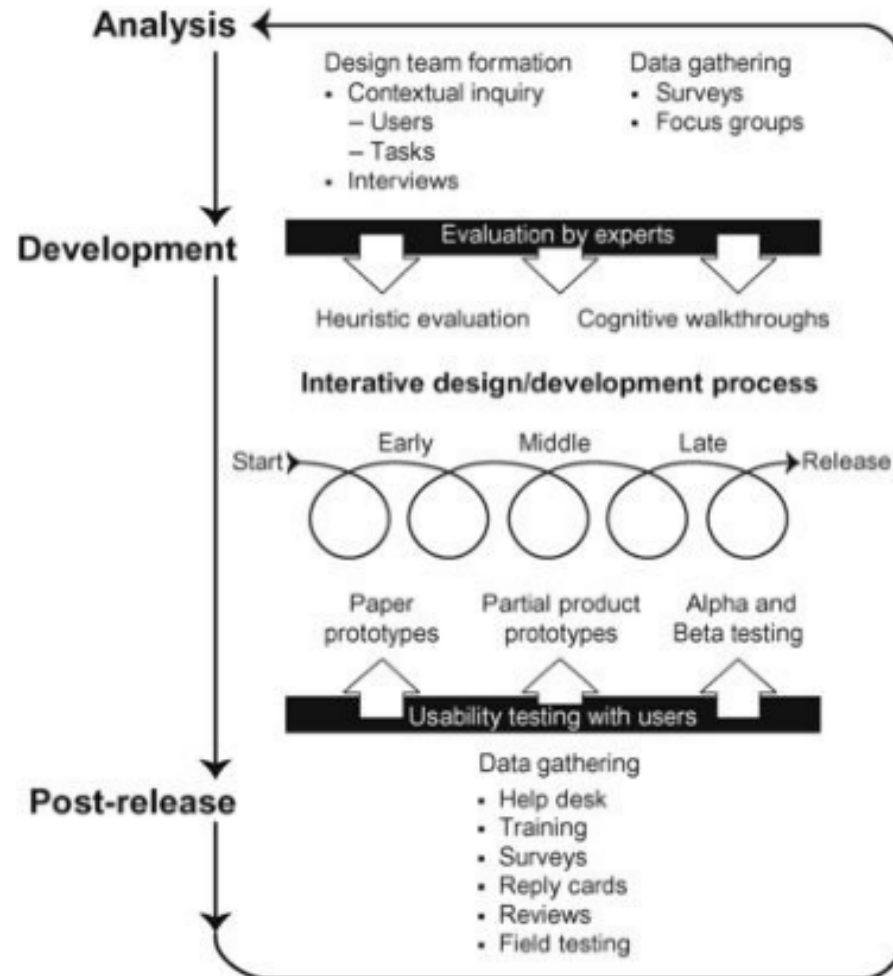 Analysis
Design team formation
• Contextual inquiry
– Users
– Tasks
• Interviews
Data gathering
• Surveys
• Focus groups
Development
Evaluation by experts
Heuristic evaluation
Cognitive walkthroughs
Interative design/development process
Start
Early
Middle
Late
Release
Paper
prototypes
Partial product
prototypes
Alpha and
Beta testing
Usability testing with users
Post-release
Data gathering
▪ Help desk
▪ Training
▪ Surveys
▪ Reply cards
▪ Reviews
▪ Field testing